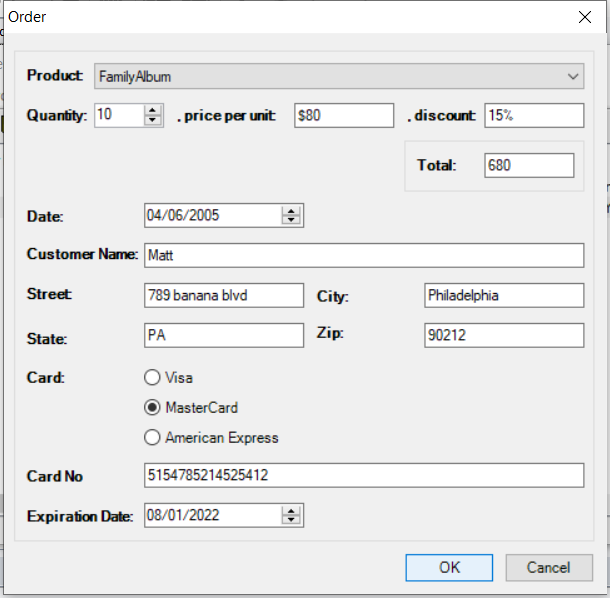 Order
Product: FamilyAlbum
Quantity: 10 , price per unit: $80 , discount: 15%
Total: 680
Date: 04/06/2005
Customer Name: Matt
Street: 789 banana blvd City: Philadelphia
State: PA Zip: 90212
Card: Visa
MasterCard
American Express
Card No 5154785214525412
Expiration Date: 08/01/2022
OK Cancel